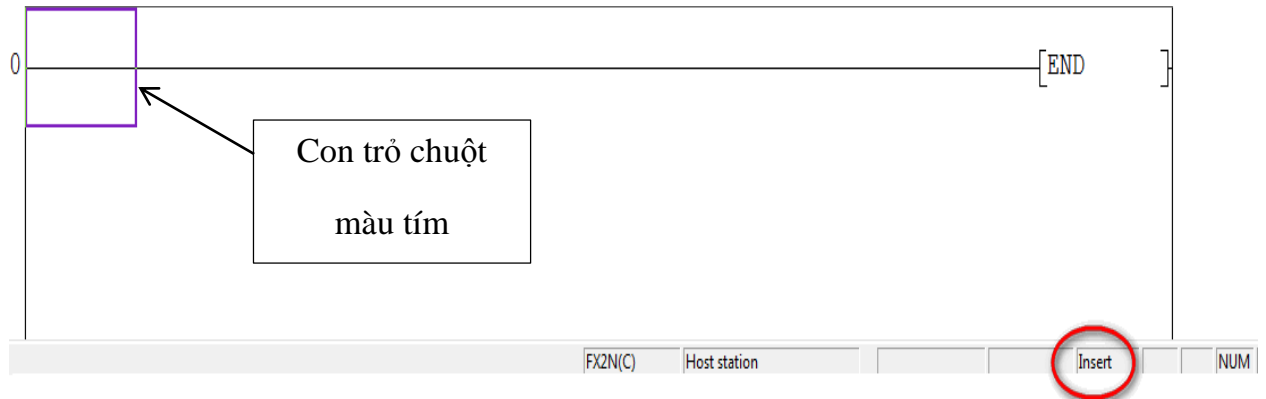 0 [END ]
Con trỏ chuột
màu tím
FX2N(C) Host station Insert NUM